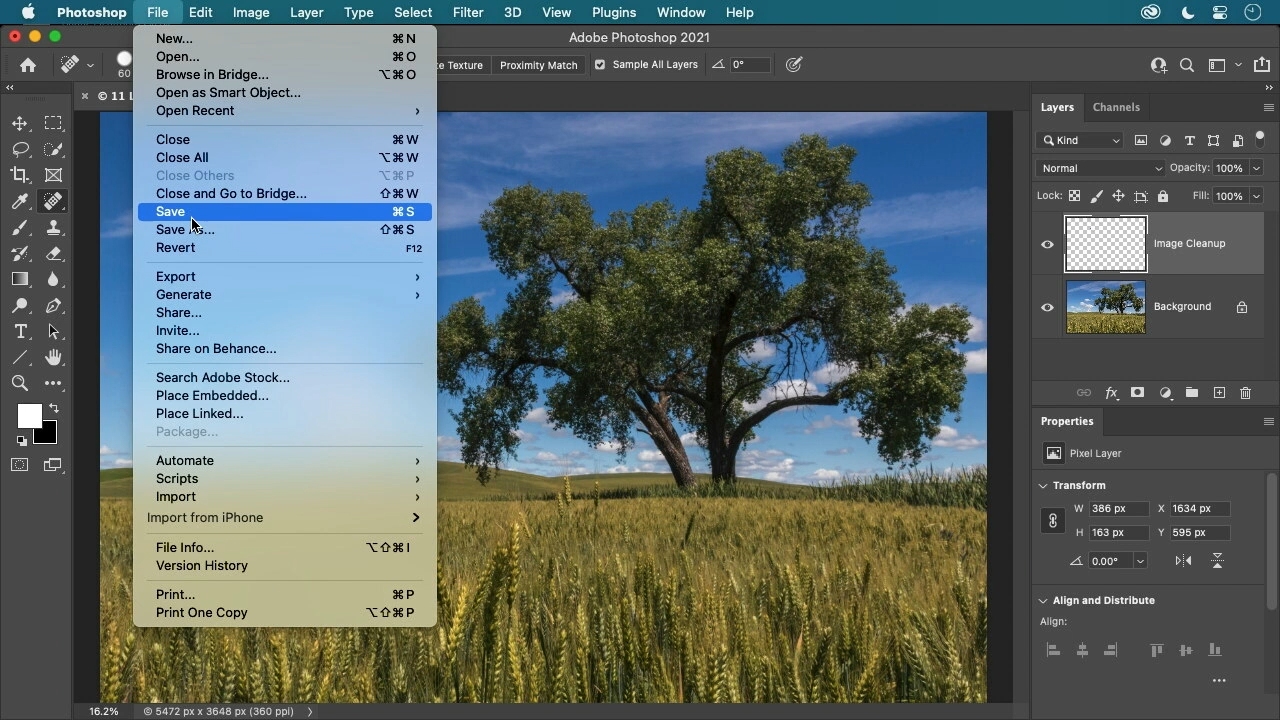 Photoshop File Edit Image Layer Type Select Filter 3D View Plugins Window Help
Adobe Photoshop 2021
60
Texture Proximity Match Sample All Layers 0°
© 11
New... ⌘N
Open... ⌘O
Browse in Bridge... ⌥⌘O
Open as Smart Object...
Open Recent
Close ⌘W
Close All ⌥⌘W
Close Others ⌥⌘P
Close and Go to Bridge... ⇧⌘W
Save ⌘S
Save ... ⇧⌘S
Revert F12
Export
Generate
Share...
Invite...
Share on Behance...
Search Adobe Stock...
Place Embedded...
Place Linked...
Package...
Automate
Scripts
Import
Import from iPhone
File Info... ⌥⇧⌘I
Version History
Print... ⌘P
Print One Copy ⌥⇧⌘P
Layers Channels
Kind
Normal Opacity: 100%
Lock: Fill: 100%
Image Cleanup
Background
fx
Properties
Pixel Layer
Transform
W 386 px X 1634 px
H 163 px Y 595 px
0.00°
Align and Distribute
Align:
16.2% © 5472 px x 3648 px (360 ppi)